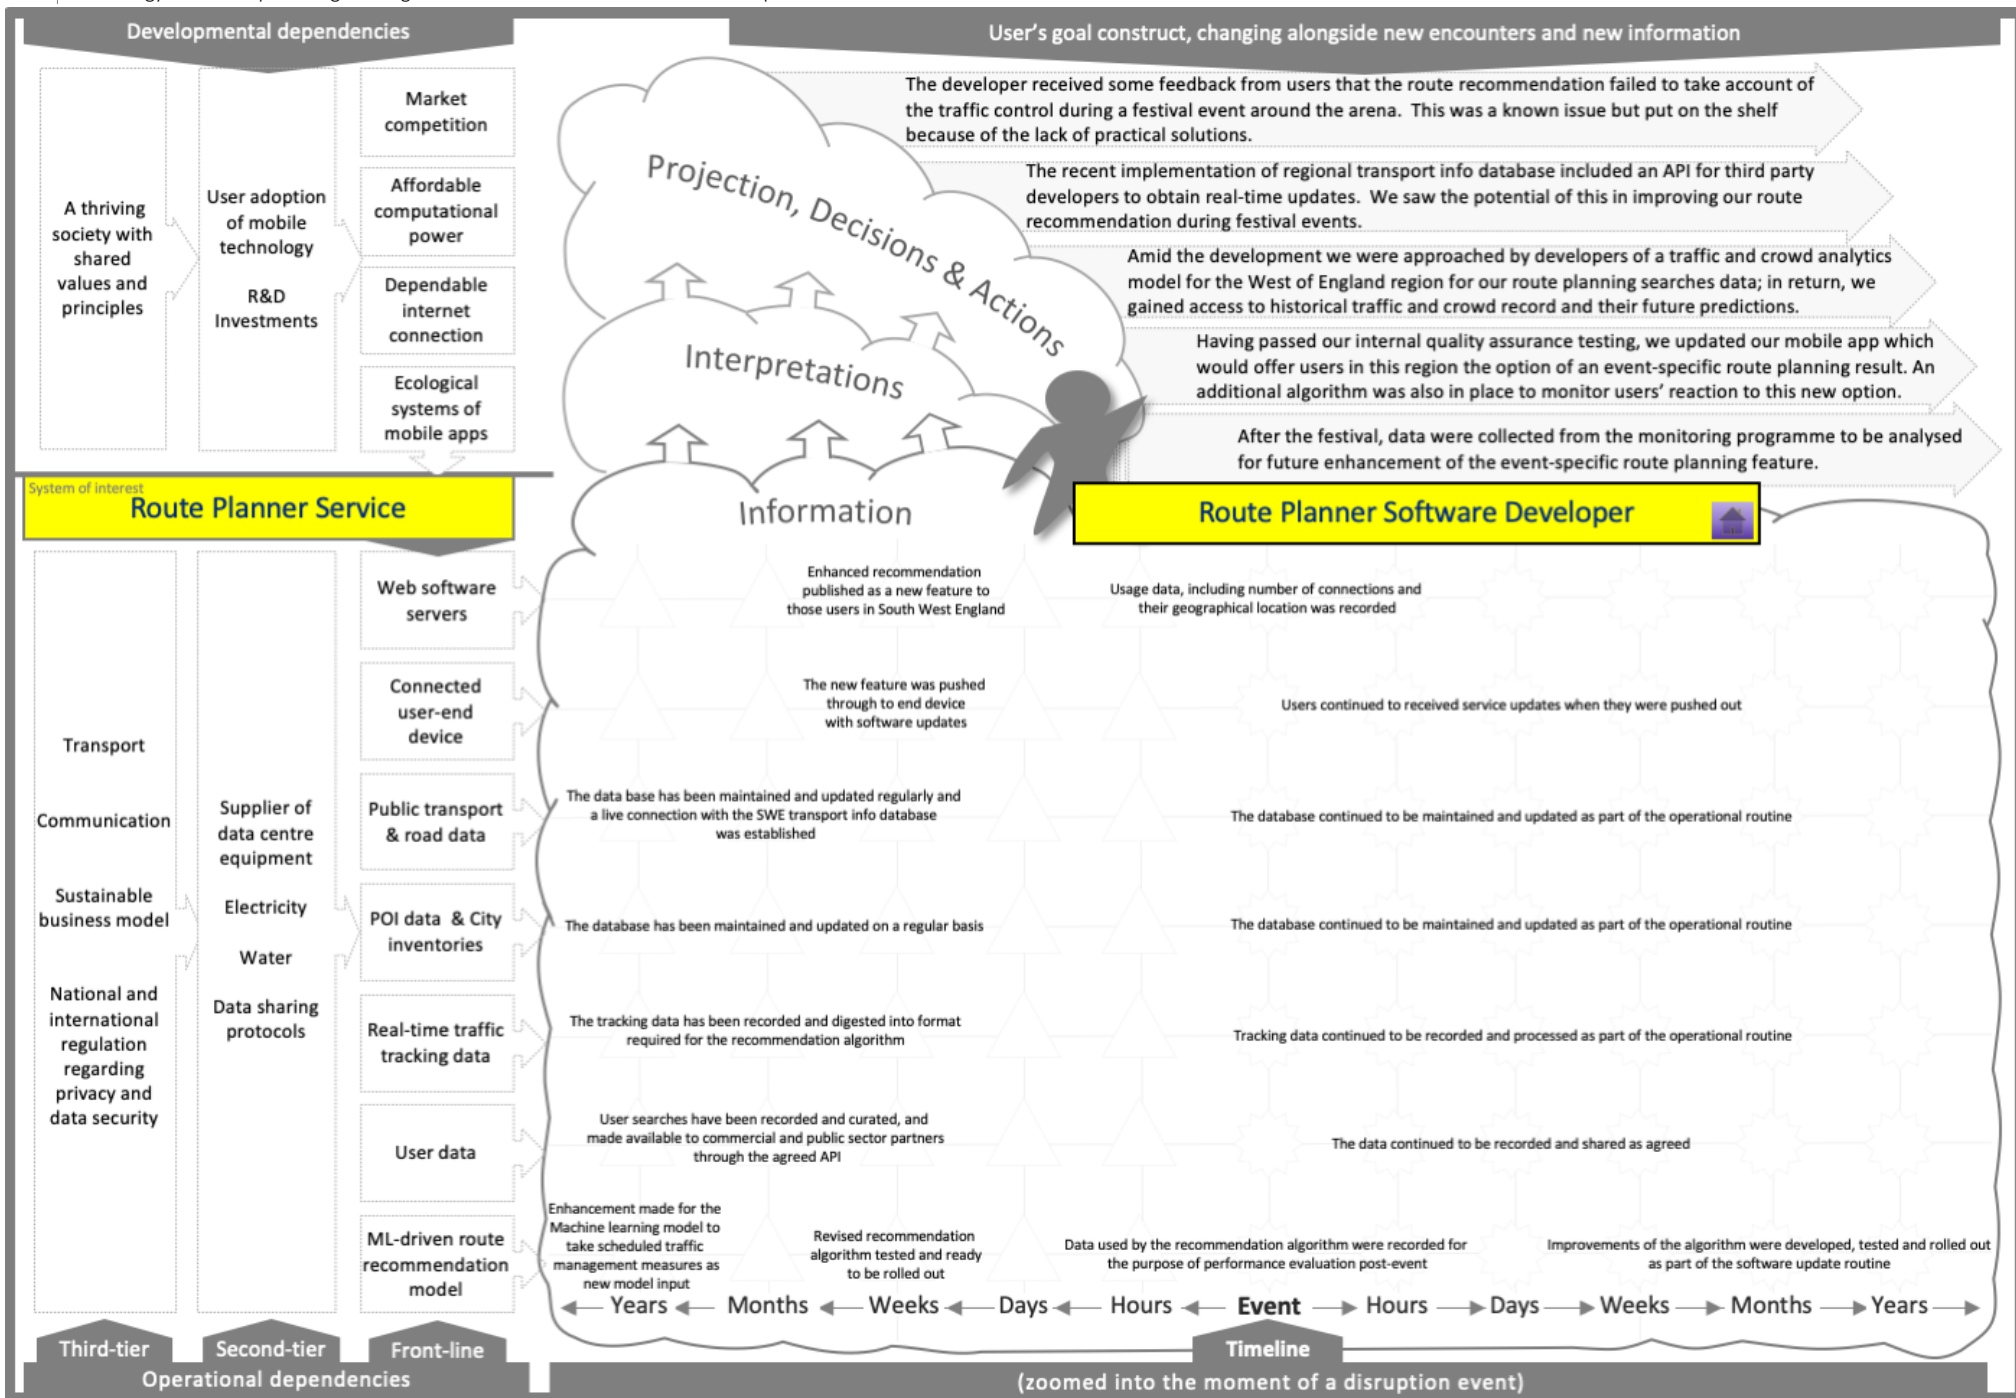 Developmental dependencies
User's goal construct, changing alongside new encounters and new information
A thriving
society with
shared
values and
principles
User adoption
of mobile
technology
R&D
Investments
Market
competition
Affordable
computational
power
Dependable
internet
connection
Ecological
systems of
mobile apps
Projection, Decisions & Actions
Interpretations
Information
The developer received some feedback from users that the route recommendation failed to take account of
the traffic control during a festival event around the arena. This was a known issue but put on the shelf
because of the lack of practical solutions.
The recent implementation of regional transport info database included an API for third party
developers to obtain real-time updates. We saw the potential of this in improving our route
recommendation during festival events.
Amid the development we were approached by developers of a traffic and crowd analytics
model for the West of England region for our route planning searches data; in return, we
gained access to historical traffic and crowd record and their future predictions.
Having passed our internal quality assurance testing, we updated our mobile app which
would offer users in this region the option of an event-specific route planning result. An
additional algorithm was also in place to monitor users' reaction to this new option.
After the festival, data were collected from the monitoring programme to be analysed
for future enhancement of the event-specific route planning feature.
System of interest
Route Planner Service
Route Planner Software Developer
Transport
Communication
Sustainable
business model
National and
international
regulation
regarding
privacy and
data security
Supplier of
data centre
equipment
Electricity
Water
Data sharing
protocols
Web software
servers
Enhanced recommendation
published as a new feature to
those users in South West England
Usage data, including number of connections and
their geographical location was recorded
Connected
user-end
device
The new feature was pushed
through to end device
with software updates
Users continued to received service updates when they were pushed out
Public transport
& road data
The data base has been maintained and updated regularly and
a live connection with the SWE transport info database
was established
The database continued to be maintained and updated as part of the operational routine
POI data & City
inventories
The database has been maintained and updated on a regular basis
The database continued to be maintained and updated as part of the operational routine
Real-time traffic
tracking data
The tracking data has been recorded and digested into format
required for the recommendation algorithm
Tracking data continued to be recorded and processed as part of the operational routine
User data
User searches have been recorded and curated, and
made available to commercial and public sector partners
through the agreed API
The data continued to be recorded and shared as agreed
ML-driven route
recommendation
model
Enhancement made for the
Machine learning model to
take scheduled traffic
management measures as
new model input
Revised recommendation
algorithm tested and ready
to be rolled out
Data used by the recommendation algorithm were recorded for
the purpose of performance evaluation post-event
Improvements of the algorithm were developed, tested and rolled out
as part of the software update routine
Years Months Weeks Days Hours Event Hours Days Weeks Months Years
Third-tier Second-tier Front-line
Timeline
Operational dependencies
(zoomed into the moment of a disruption event)